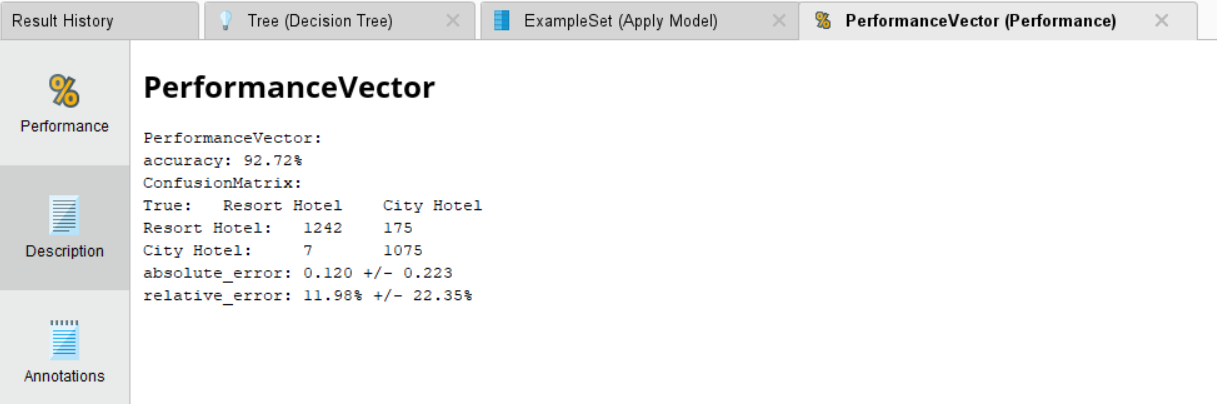 Result History
Tree (Decision Tree)
ExampleSet (Apply Model)
PerformanceVector (Performance)
Performance
Description
Annotations
PerformanceVector
PerformanceVector:
accuracy: 92.72%
ConfusionMatrix:
True: Resort Hotel City Hotel
Resort Hotel: 1242 175
City Hotel: 7 1075
absolute_error: 0.120 +/- 0.223
relative_error: 11.98% +/- 22.35%